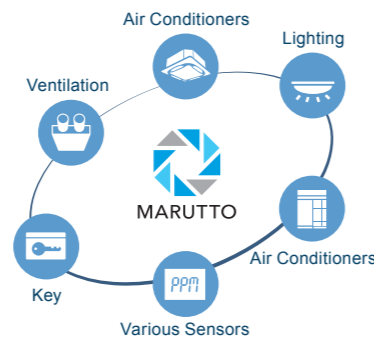 Air Conditioners
Lighting
Ventilation
MARUTTO
Air Conditioners
PPM
Key
Various Sensors